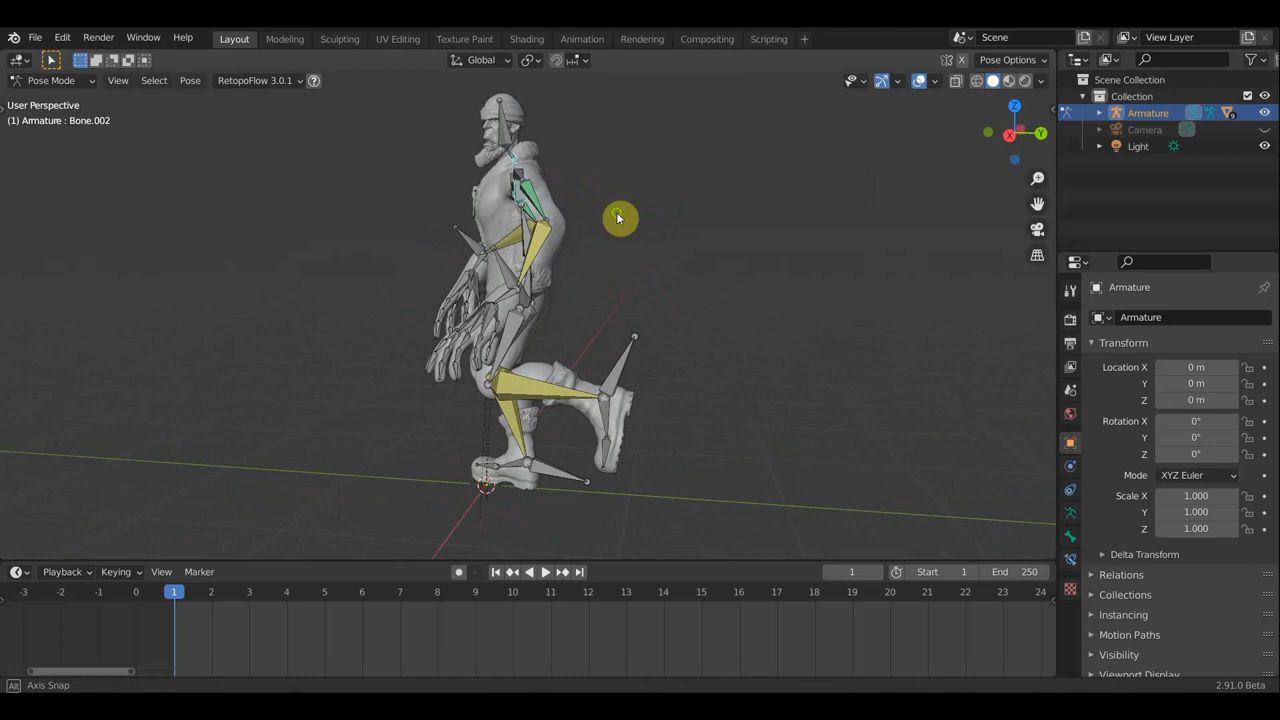 File Edit Render Window Help Layout Modeling Sculpting UV Editing Texture Paint Shading Animation Rendering Compositing Scripting + Scene View Layer
Global Pose Options
Pose Mode View Select Pose RetopoFlow 3.0.1 X
User Perspective
(1) Armature : Bone.002
Scene Collection
Collection
Armature
Camera
Light
Z
Y
X
Armature
Armature
Transform
Location X 0 m
Y 0 m
Z 0 m
Rotation X 0°
Y 0°
Z 0°
Mode XYZ Euler
Scale X 1.000
Y 1.000
Z 1.000
Delta Transform
Relations
Collections
Instancing
Motion Paths
Visibility
Viewport Display
Playback Keying View Marker 1 Start 1 End 250
-3 -2 -1 0 1 2 3 4 5 6 7 8 9 10 11 12 13 14 15 16 17 18 19 20 21 22 23 24
Alt Axis Snap 2.91.0 Beta